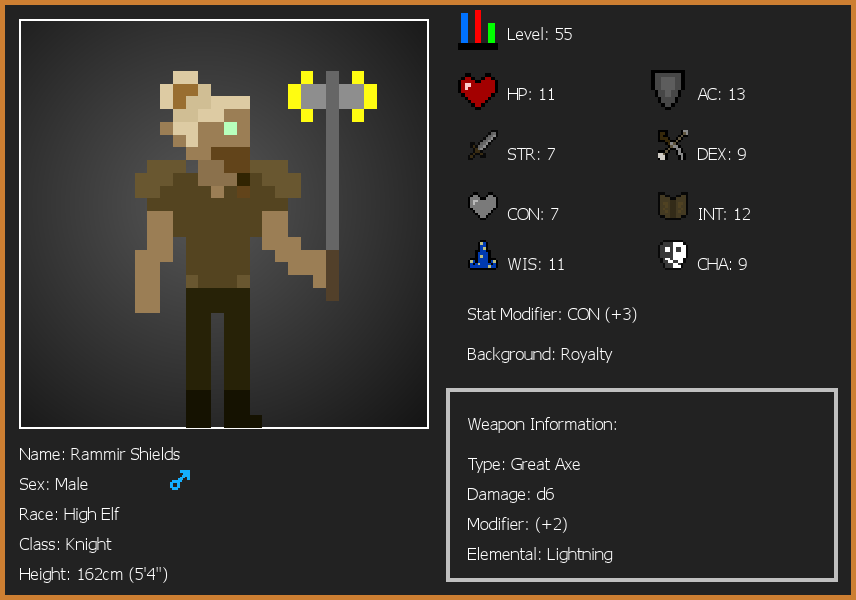 Level: 55
HP: 11
AC: 13
STR: 7
DEX: 9
CON: 7
INT: 12
WIS: 11
CHA: 9
Stat Modifier: CON (+3)
Background: Royalty
Weapon Information:
Type: Great Axe
Damage: d6
Modifier: (+2)
Elemental: Lightning
Name: Rammir Shields
Sex: Male
Race: High Elf
Class: Knight
Height: 162cm (5'4")